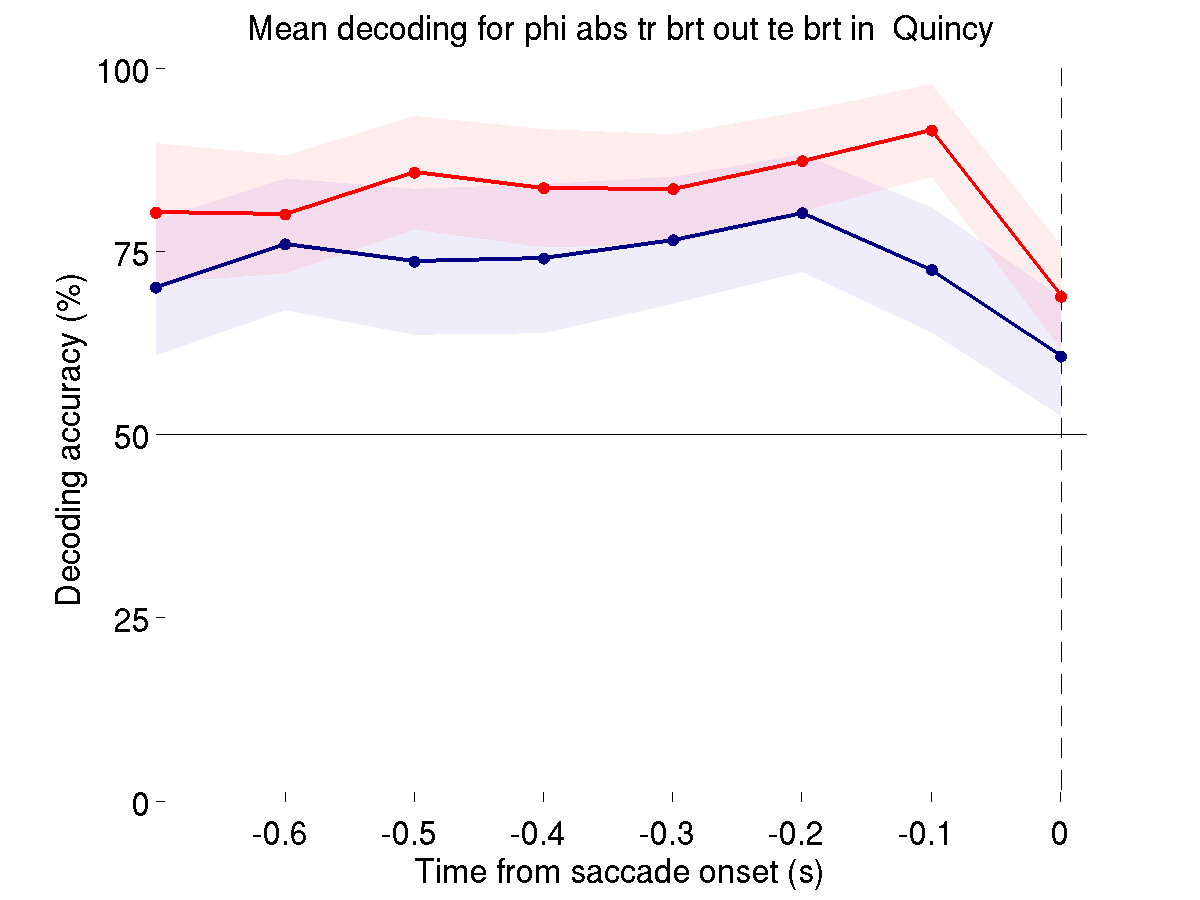 Mean decoding for phi abs tr brt out te brt in  Quincy
100
75
50
25
0
Decoding accuracy (%)
-0.6 -0.5 -0.4 -0.3 -0.2 -0.1 0
Time from saccade onset (s)